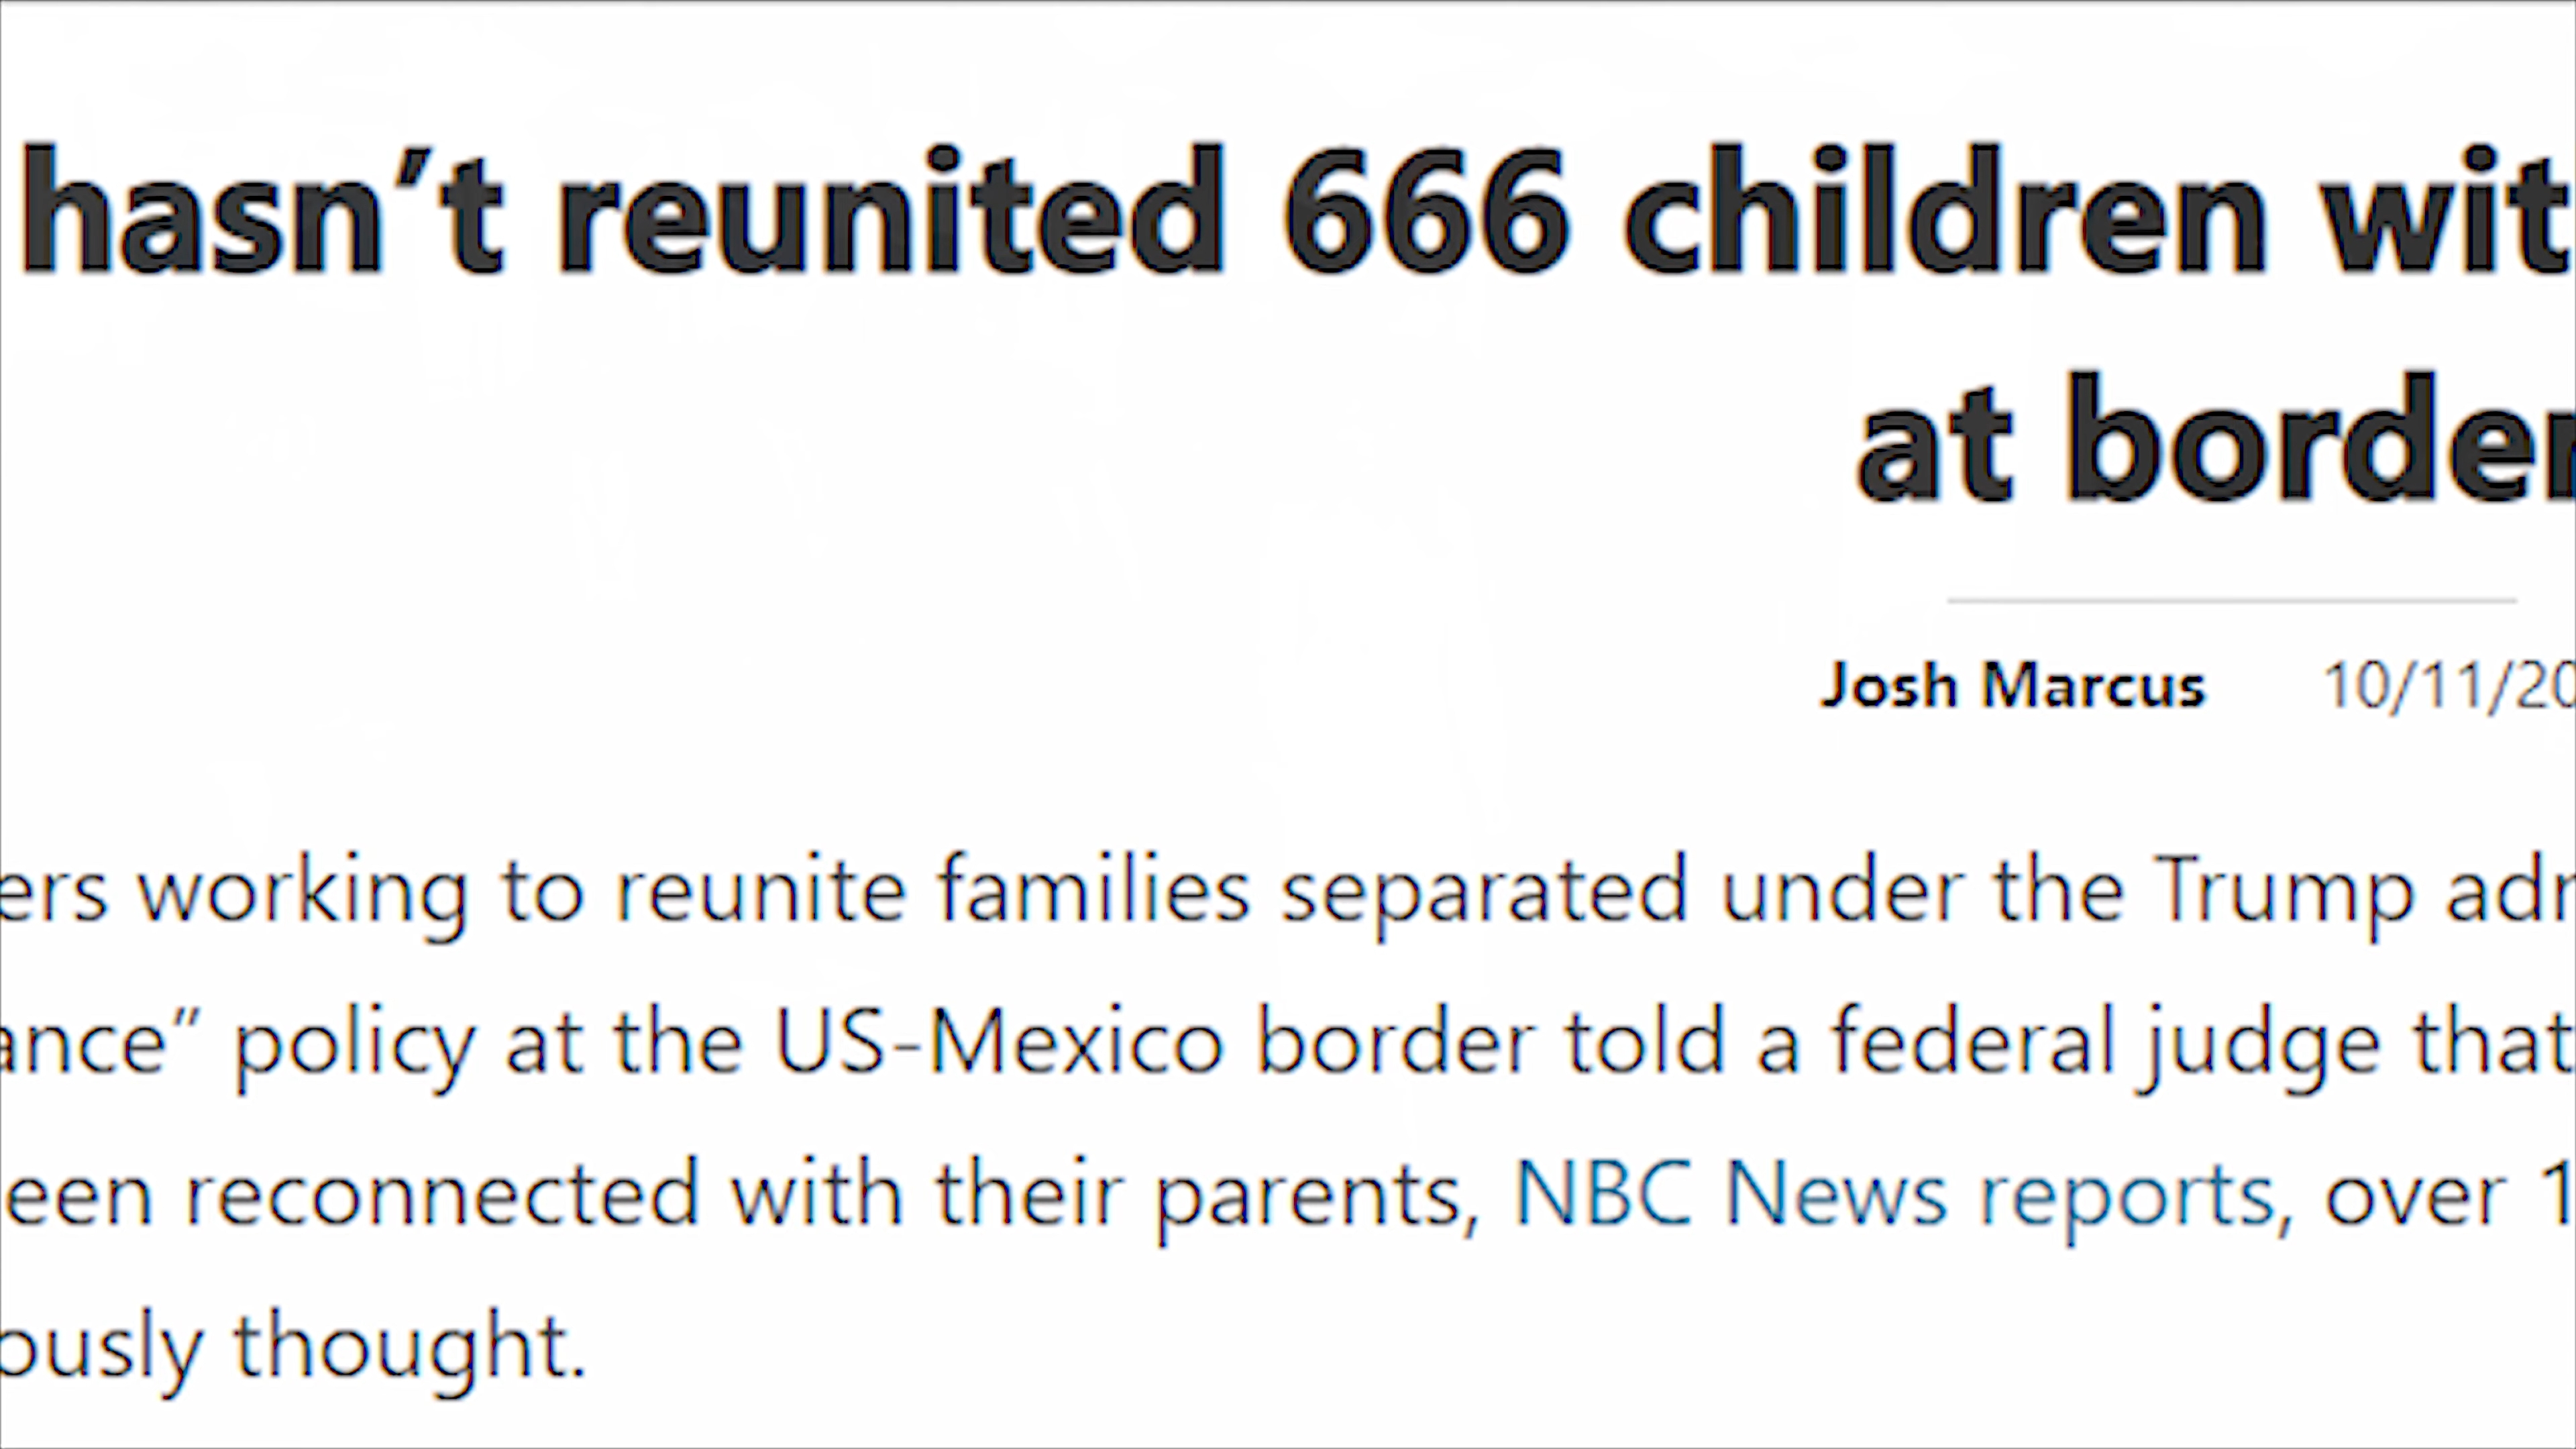 hasn’t reunited 666 children wit
at border
Josh Marcus 10/11/20
ers working to reunite families separated under the Trump adm
ance” policy at the US-Mexico border told a federal judge that
een reconnected with their parents, NBC News reports, over 1
ously thought.